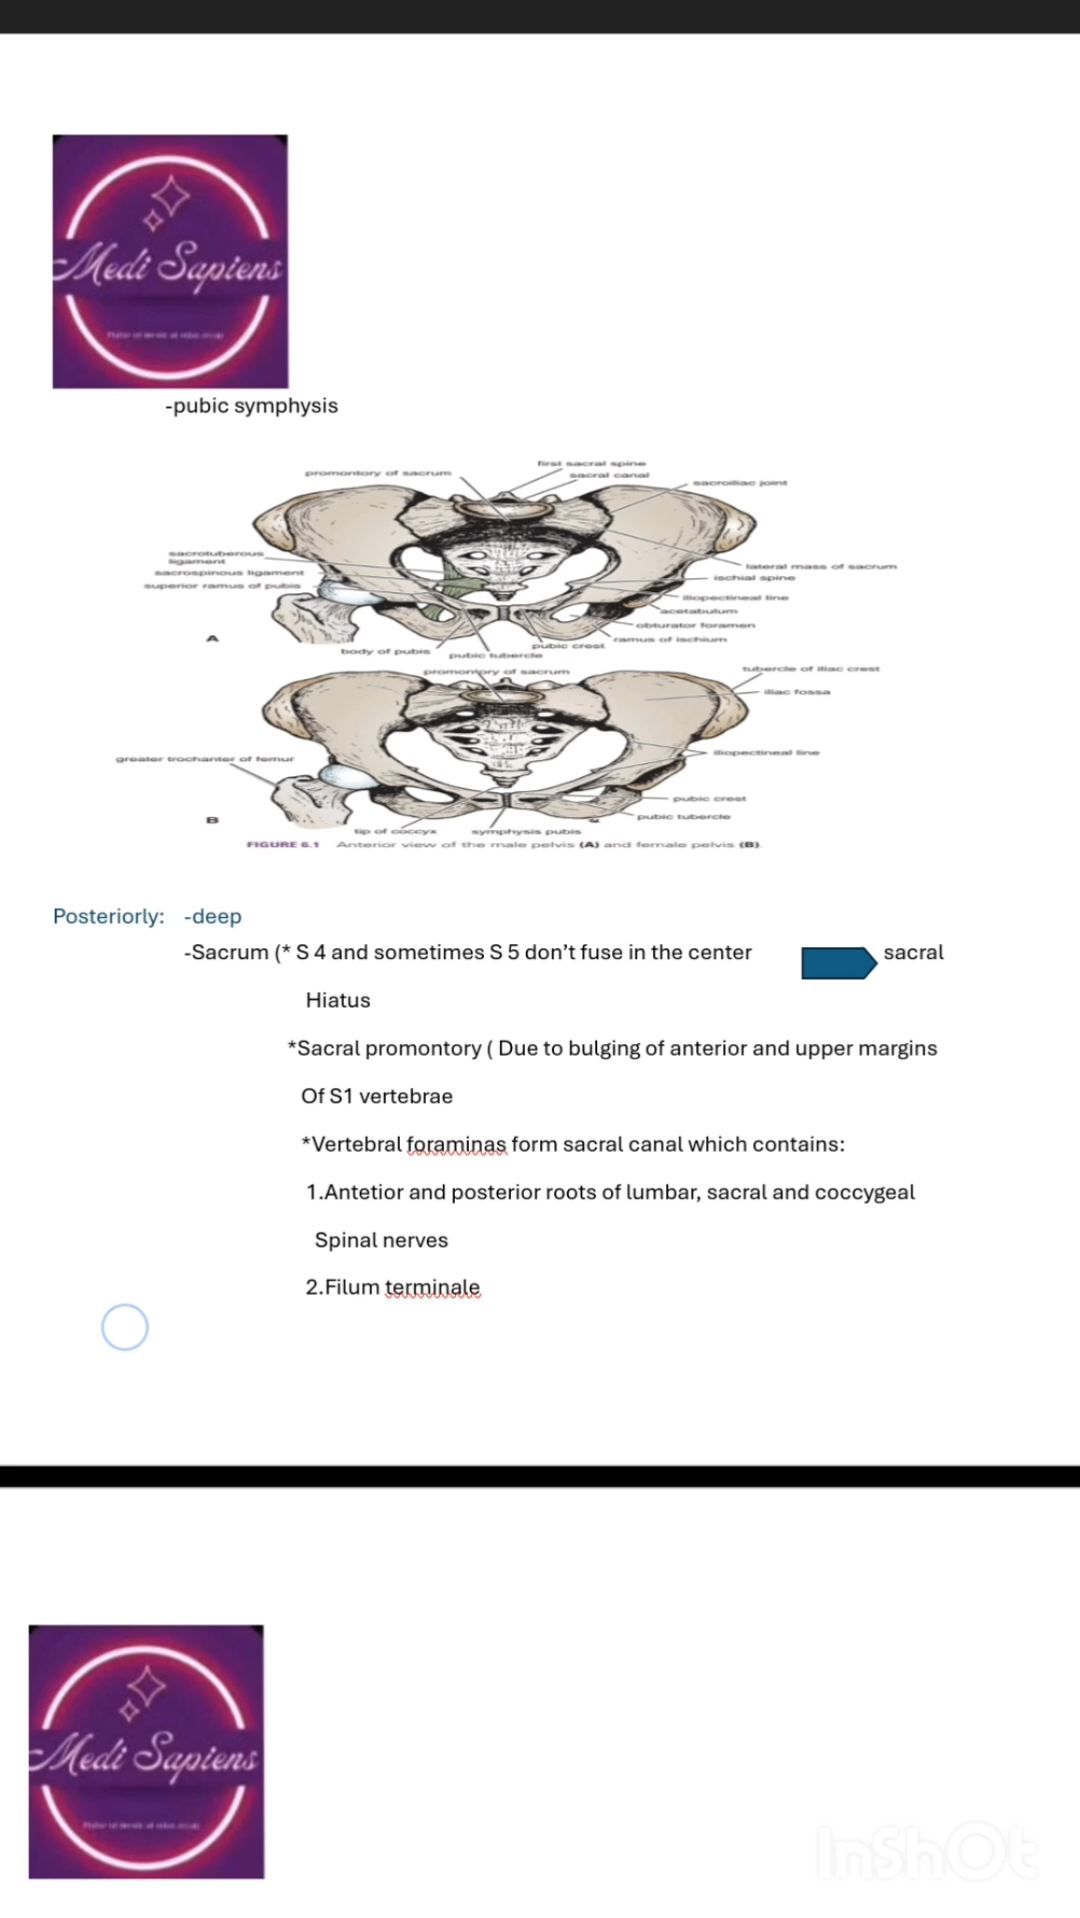 Medi Sapiens
-pubic symphysis
first sacral spine
promontory of sacrum
sacral canal
sacroiliac joint
sacrotuberous
ligament
lateral mass of sacrum
sacrospinous ligament
ischial spine
superior ramus of pubis
iliopectineal line
acetabulum
obturator foramen
A
ramus of ischium
pubic crest
body of pubis
pubic tubercle
promontory of sacrum
tubercle of iliac crest
iliac fossa
iliopectineal line
greater trochanter of femur
pubic crest
pubic tubercle
B
tip of coccyx
symphysis pubis
FIGURE 6.1 Anterior view of the male pelvis (A) and female pelvis (B)
Posteriorly: -deep
-Sacrum (* S 4 and sometimes S 5 don’t fuse in the center sacral
Hiatus
*Sacral promontory ( Due to bulging of anterior and upper margins
Of S1 vertebrae
*Vertebral foraminas form sacral canal which contains:
1.Antetior and posterior roots of lumbar, sacral and coccygeal
Spinal nerves
2.Filum terminale
Medi Sapiens
InShOt